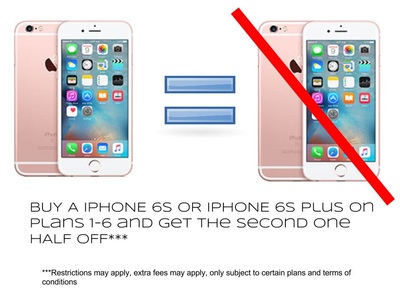 BUY A IPHONE 6S OR IPHONE 6S PLUS ON
PLANS 1-6 AND GET THE SECOND ONE
HALF OFF***
***Restrictions may apply, extra fees may apply, only subject to certain plans and terms of
conditions